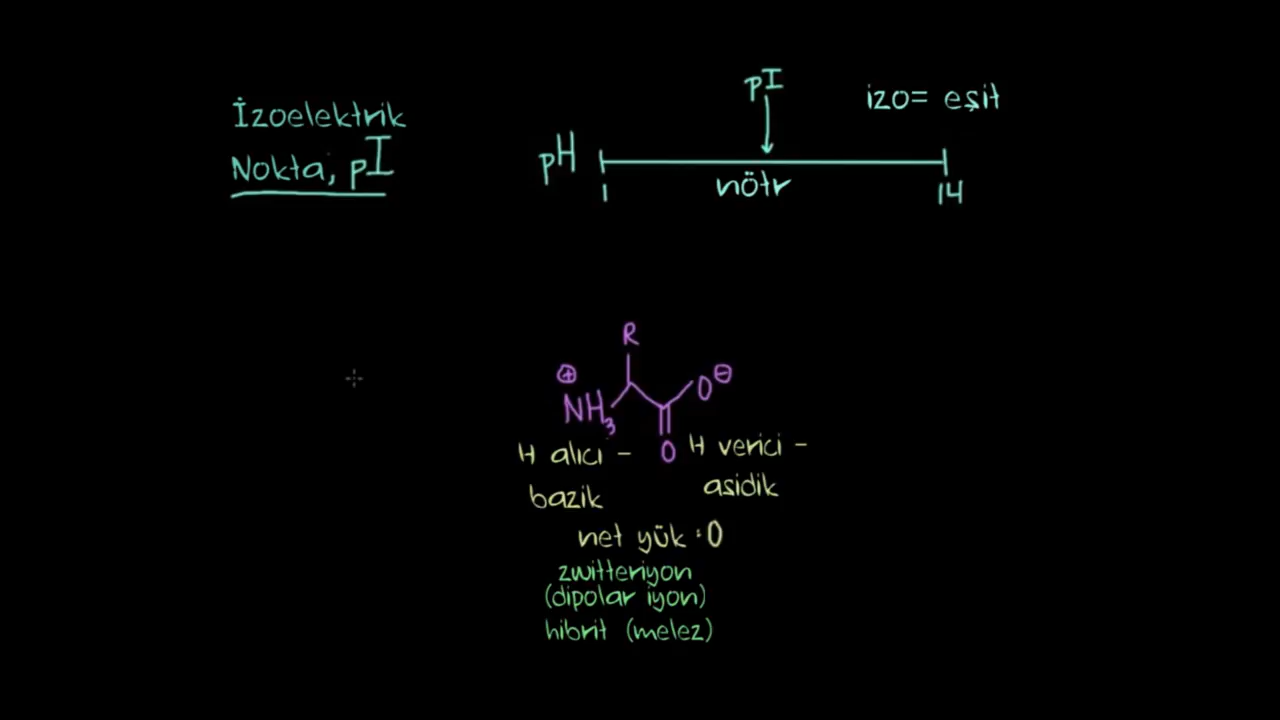 İzoelektrik
Nokta, pI
pI
izo= eşit
pH
1
nötr
14
R
⊕
NH₃
O ⊖
O
H alıcı –
bazik
H verici –
asidik
net yük : 0
zwitteriyon
(dipolar iyon)
hibrit (melez)